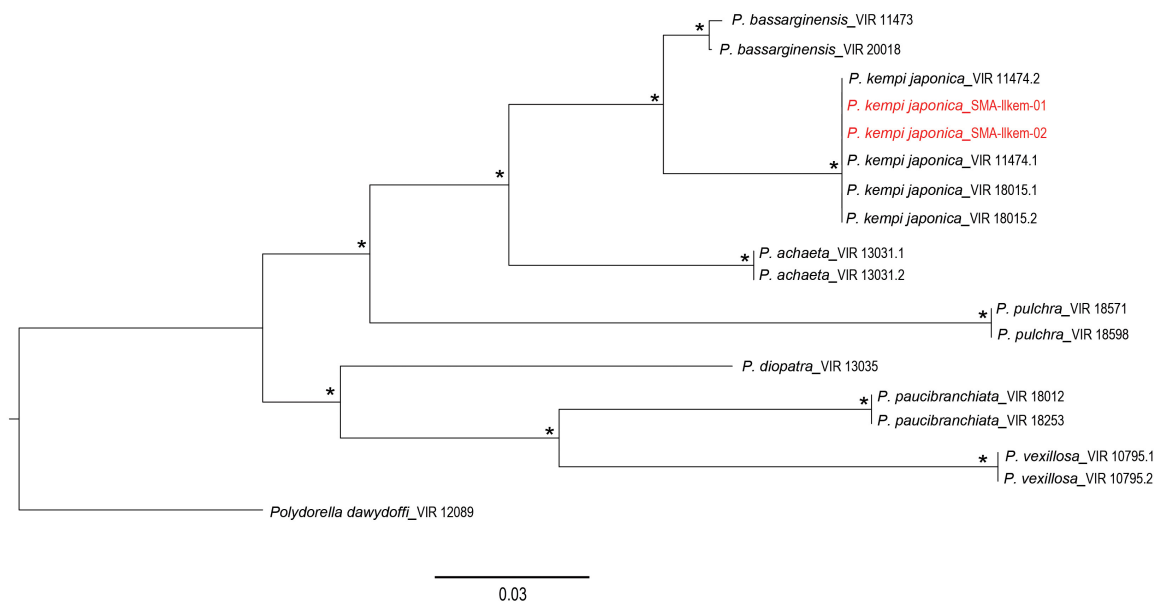 * P. bassarginensis_VIR 11473
P. bassarginensis_VIR 20018
P. kempi japonica_VIR 11474.2
* P. kempi japonica_SMA-Ilkem-01
P. kempi japonica_SMA-Ilkem-02
* P. kempi japonica_VIR 11474.1
* P. kempi japonica_VIR 18015.1
P. kempi japonica_VIR 18015.2
* * P. achaeta_VIR 13031.1
P. achaeta_VIR 13031.2
* P. pulchra_VIR 18571
P. pulchra_VIR 18598
P. diopatra_VIR 13035
* * P. paucibranchiata_VIR 18012
P. paucibranchiata_VIR 18253
* * P. vexillosa_VIR 10795.1
P. vexillosa_VIR 10795.2
Polydorella dawydoffi_VIR 12089
0.03